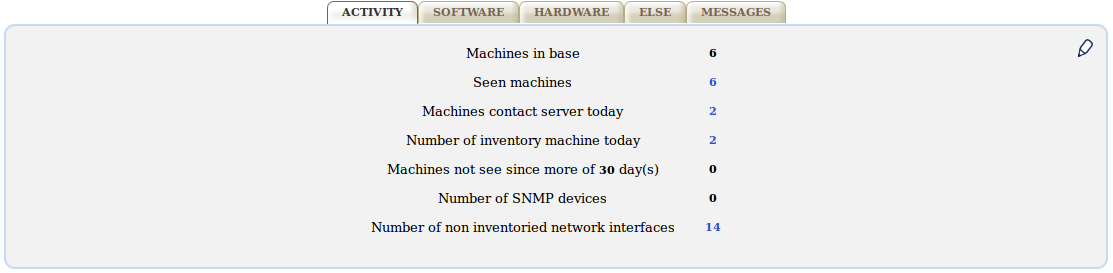 ACTIVITY SOFTWARE HARDWARE ELSE MESSAGES
Machines in base 6
Seen machines 6
Machines contact server today 2
Number of inventory machine today 2
Machines not see since more of 30 day(s) 0
Number of SNMP devices 0
Number of non inventoried network interfaces 14